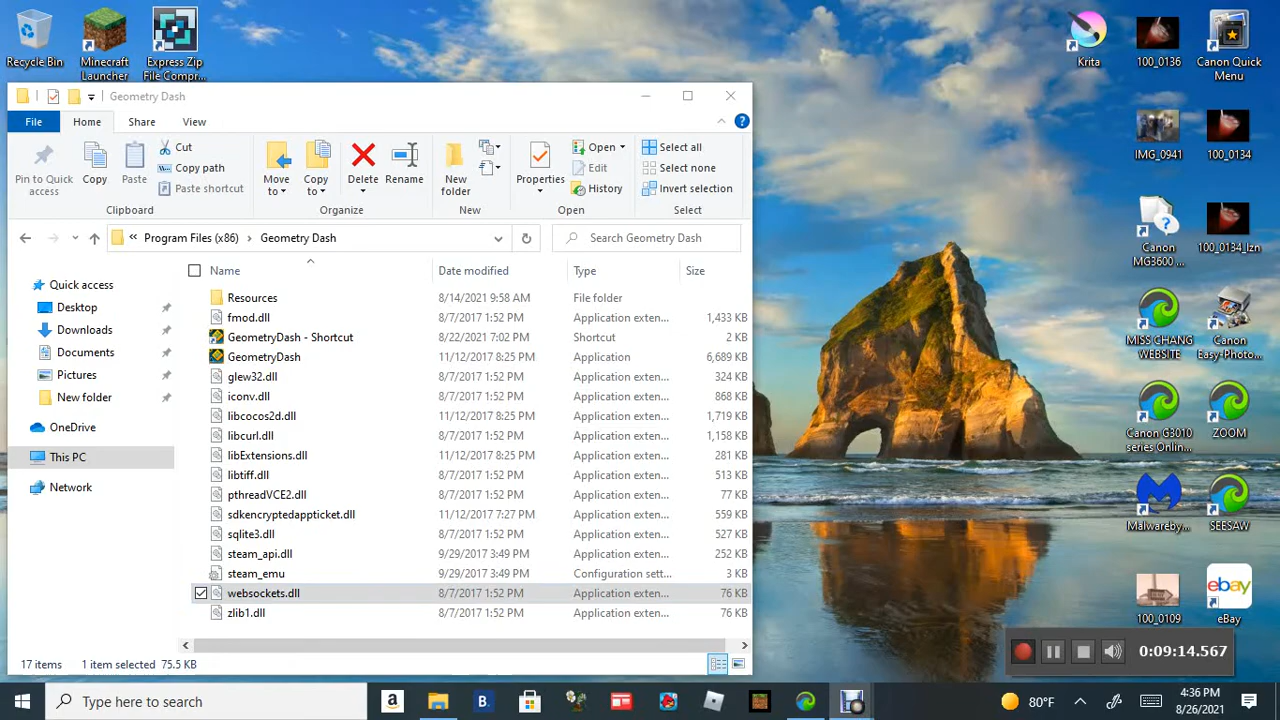 Recycle Bin
Minecraft
Launcher
Express Zip
File Compr...
Krita
100_0136
Canon Quick
Menu
Geometry Dash
File
Home
Share
View
Pin to Quick
access
Copy
Paste
Cut
Copy path
Paste shortcut
Move
to
Copy
to
Delete
Rename
New
folder
Properties
Open
Edit
History
Select all
Select none
Invert selection
Clipboard
Organize
New
Open
Select
IMG_0941
100_0134
Program Files (x86)
Geometry Dash
Search Geometry Dash
Canon
MG3600 ...
100_0134_lzn
Quick access
Desktop
Downloads
Documents
Pictures
New folder
OneDrive
This PC
Network
Name Date modified Type Size
Resources 8/14/2021 9:58 AM File folder
fmod.dll 8/7/2017 1:52 PM Application exten... 1,433 KB
GeometryDash - Shortcut 8/22/2021 7:02 PM Shortcut 2 KB
GeometryDash 11/12/2017 8:25 PM Application 6,689 KB
glew32.dll 8/7/2017 1:52 PM Application exten... 324 KB
iconv.dll 8/7/2017 1:52 PM Application exten... 868 KB
libcocos2d.dll 11/12/2017 8:25 PM Application exten... 1,719 KB
libcurl.dll 8/7/2017 1:52 PM Application exten... 1,158 KB
libExtensions.dll 11/12/2017 8:25 PM Application exten... 281 KB
libtiff.dll 8/7/2017 1:52 PM Application exten... 513 KB
pthreadVCE2.dll 8/7/2017 1:52 PM Application exten... 77 KB
sdkencryptedappticket.dll 11/12/2017 7:27 PM Application exten... 559 KB
sqlite3.dll 8/7/2017 1:52 PM Application exten... 527 KB
steam_api.dll 9/29/2017 3:49 PM Application exten... 252 KB
steam_emu 9/29/2017 3:49 PM Configuration sett... 3 KB
websockets.dll 8/7/2017 1:52 PM Application exten... 76 KB
zlib1.dll 8/7/2017 1:52 PM Application exten... 76 KB
17 items 1 item selected 75.5 KB
MISS CHANG
WEBSITE
Canon
Easy-Photo...
Canon G3010
series Onlin...
ZOOM
Malwareby...
SEESAW
100_0109
eBay
ebay
0:09:14.567
Type here to search
a
B.
80°F
4:36 PM
8/26/2021